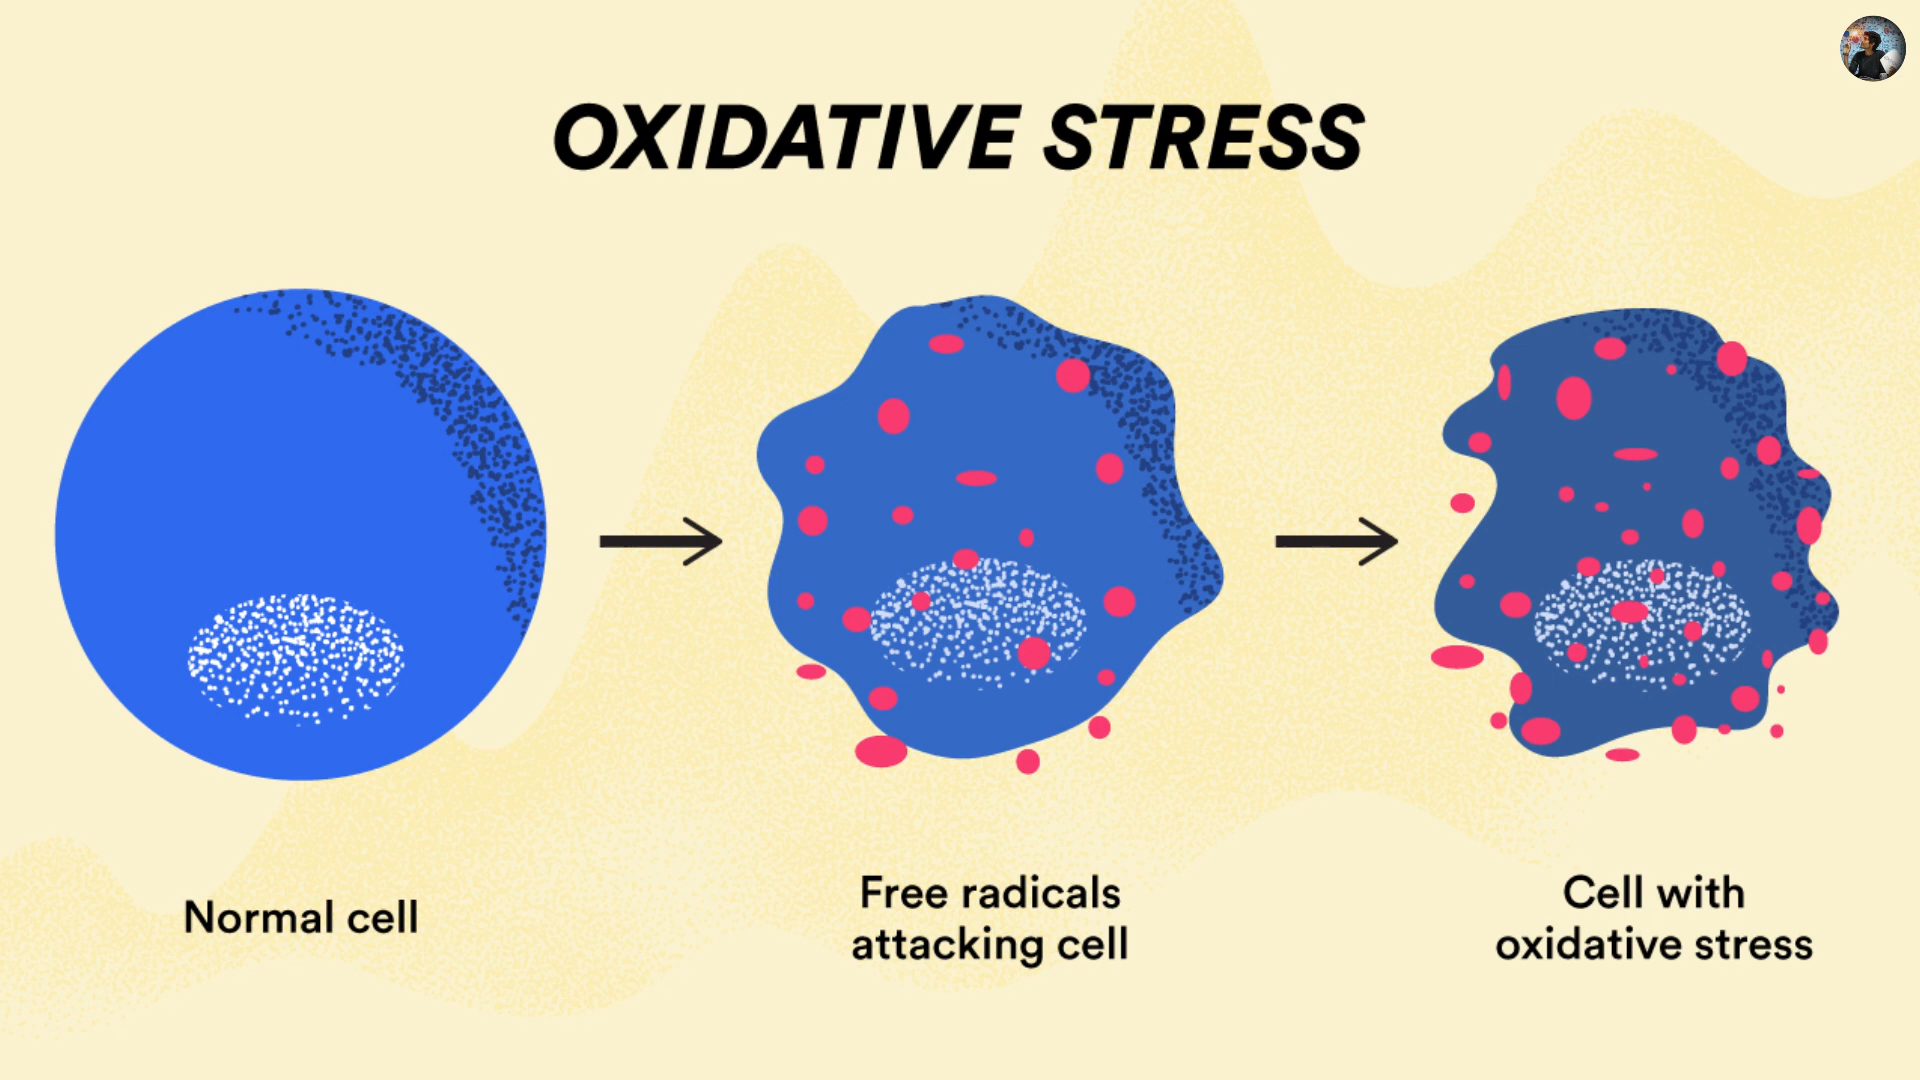 OXIDATIVE STRESS
Normal cell
Free radicals
attacking cell
Cell with
oxidative stress